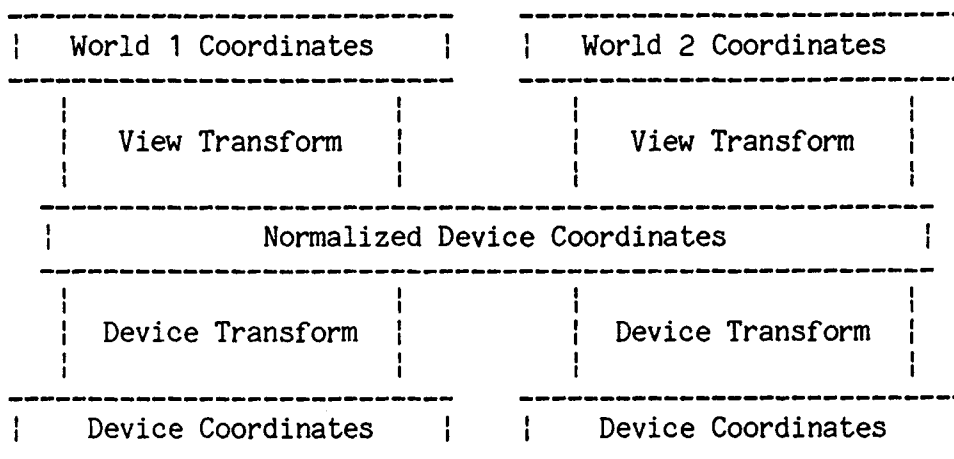 World 1 Coordinates World 2 Coordinates
View Transform View Transform
Normalized Device Coordinates
Device Transform Device Transform
Device Coordinates Device Coordinates